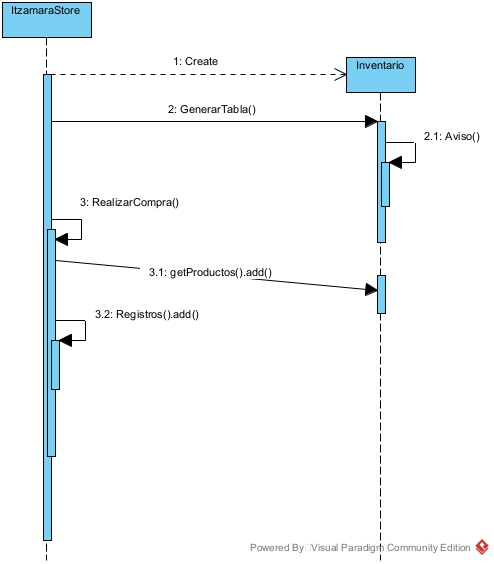 ItzamaraStore
1: Create
Inventario
2: GenerarTabla()
2.1: Aviso()
3: RealizarCompra()
3.1: getProductos().add()
3.2: Registros().add()
Powered By Visual Paradigm Community Edition